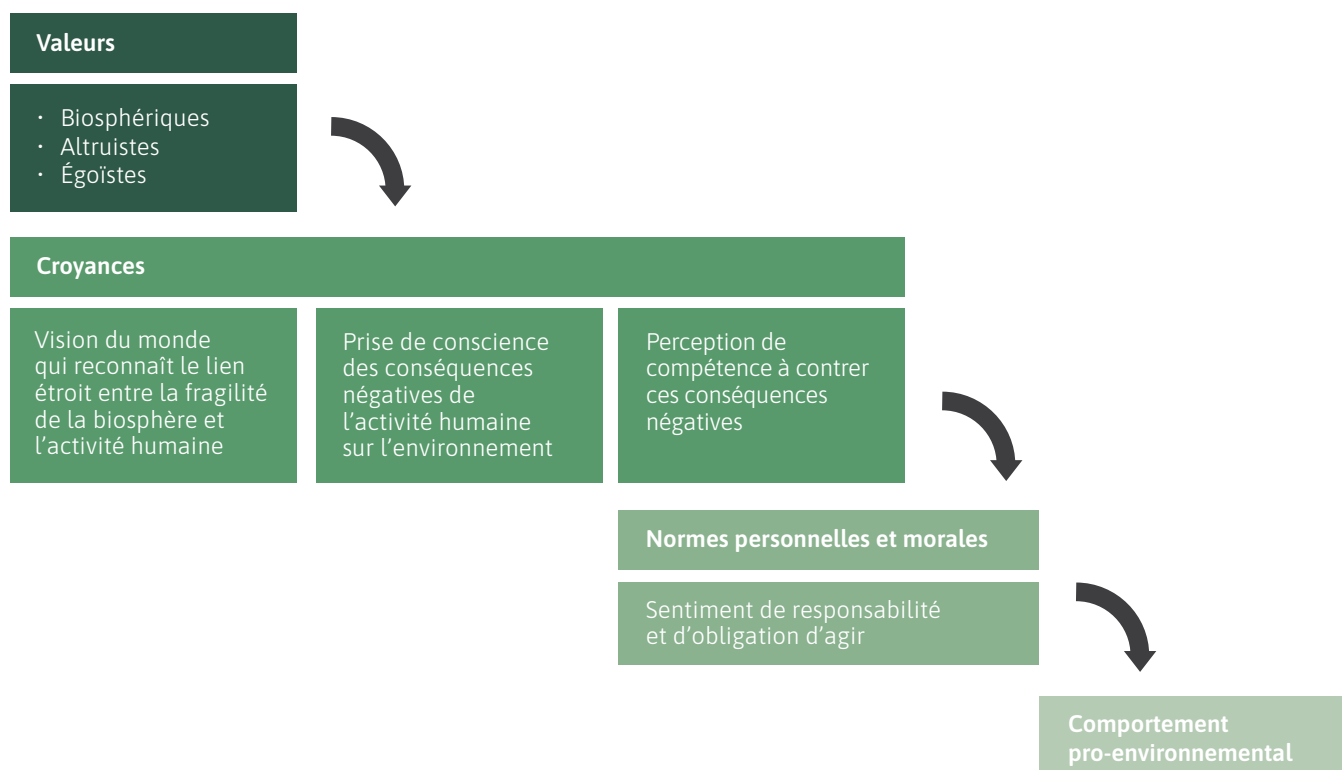 Valeurs
· Biosphériques
· Altruistes
· Égoïstes
Croyances
Vision du monde
qui reconnaît le lien
étroit entre la fragilité
de la biosphère et
l’activité humaine
Prise de conscience
des conséquences
négatives de
l’activité humaine
sur l’environnement
Perception de
compétence à contrer
ces conséquences
négatives
Normes personnelles et morales
Sentiment de responsabilité
et d’obligation d’agir
Comportement
pro-environnemental